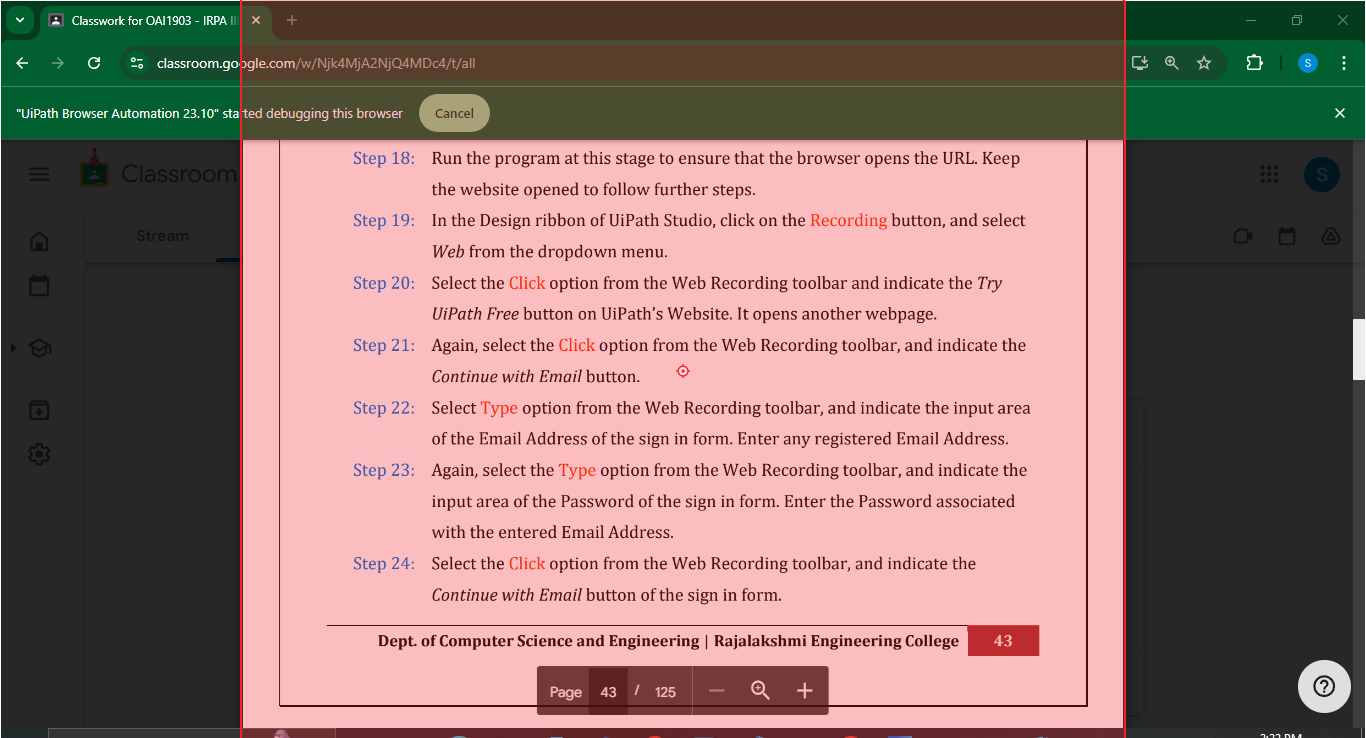 Classwork for OAI1903 - IRPA III
classroom.google.com/w/Njk4MjA2NjQ4MDc4/t/all
S
"UiPath Browser Automation 23.10" started debugging this browser
Cancel
Classroom
S
Stream
Step 18: Run the program at this stage to ensure that the browser opens the URL. Keep
the website opened to follow further steps.
Step 19: In the Design ribbon of UiPath Studio, click on the Recording button, and select
Web from the dropdown menu.
Step 20: Select the Click option from the Web Recording toolbar and indicate the Try
UiPath Free button on UiPath's Website. It opens another webpage.
Step 21: Again, select the Click option from the Web Recording toolbar, and indicate the
Continue with Email button.
Step 22: Select Type option from the Web Recording toolbar, and indicate the input area
of the Email Address of the sign in form. Enter any registered Email Address.
Step 23: Again, select the Type option from the Web Recording toolbar, and indicate the
input area of the Password of the sign in form. Enter the Password associated
with the entered Email Address.
Step 24: Select the Click option from the Web Recording toolbar, and indicate the
Continue with Email button of the sign in form.
Dept. of Computer Science and Engineering | Rajalakshmi Engineering College 43
Page 43 / 125